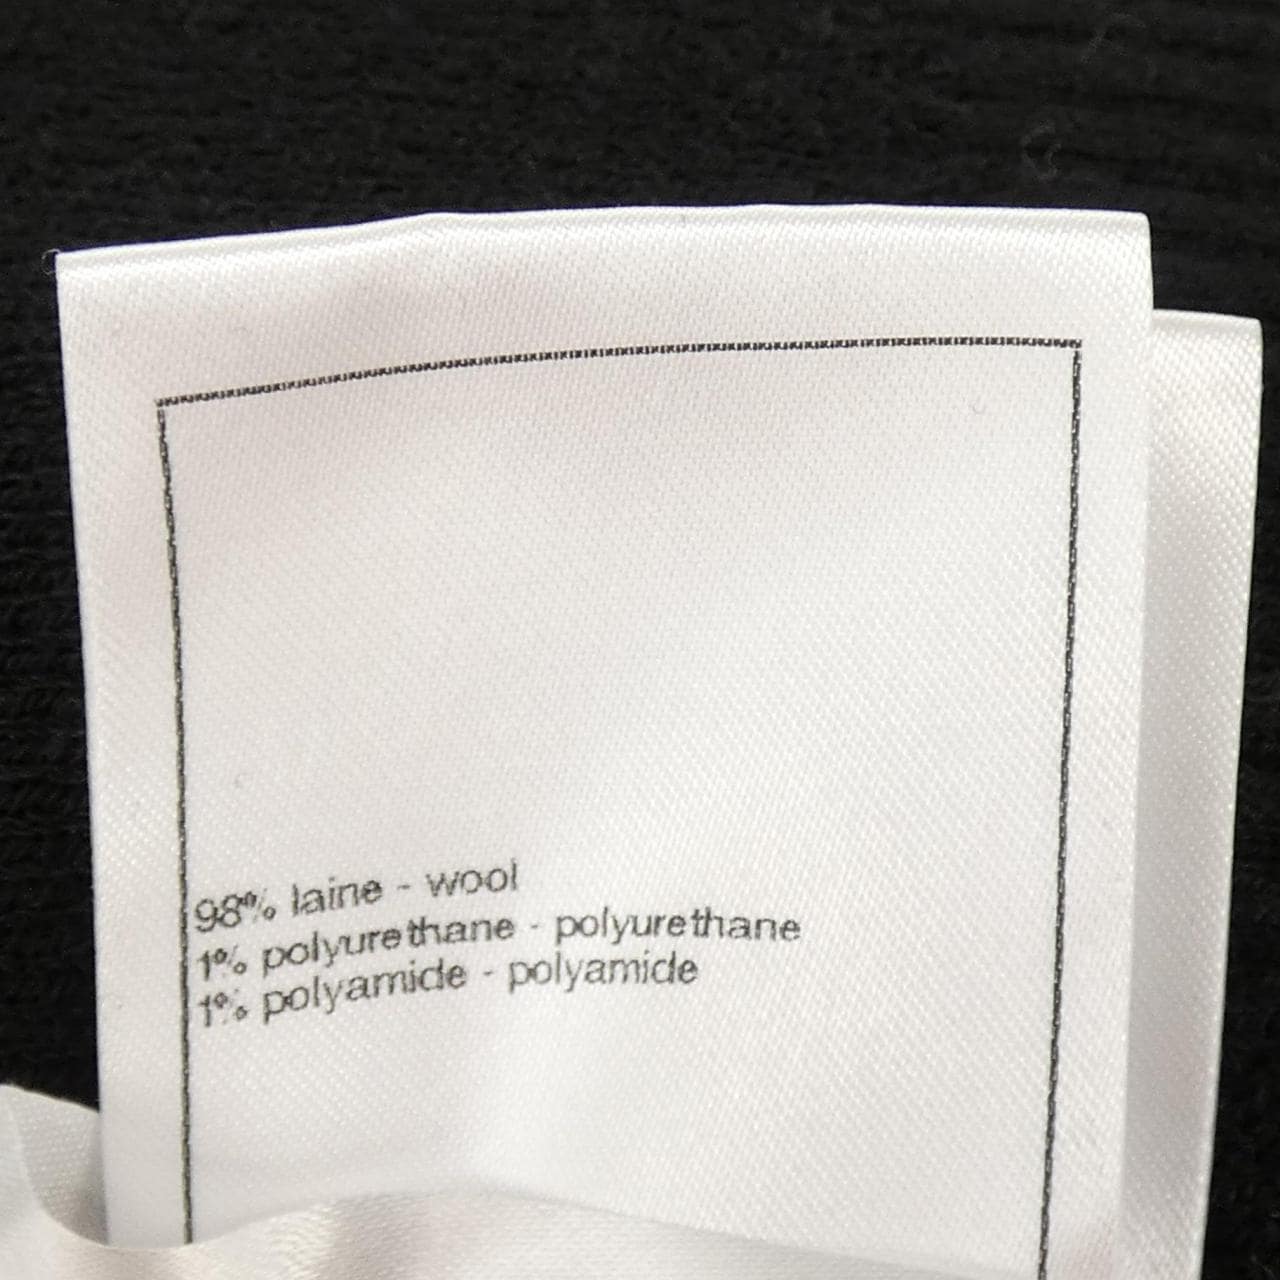 98% laine - wool
1% polyurethane - polyurethane
1% polyamide - polyamide